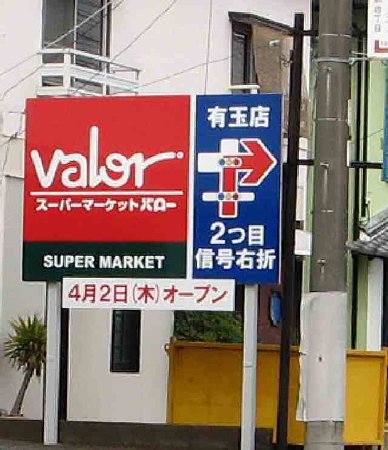 valor
スーパーマーケットバロー
SUPER MARKET
有玉店
2つ目
信号右折
4月2日(木)オープン